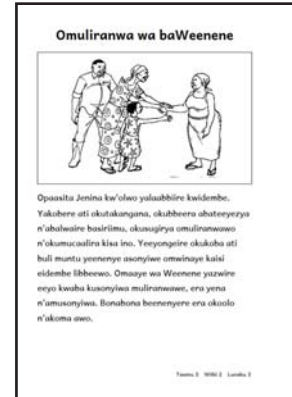 Omuliranwa wa baWeenene
Opaasita Jenina kw'olwo yalaabbiire kwidembe.
Yakobere ati okutakangana, okubbeera abateeyezya
n'abalwaire basiriimu, okusugirya omuliranwawo
n'okumucaalira kisa ino. Yeeyongeire okukoba ati
buli muntu yeenenye asonyiwe omwinaye kaisi
eidembe libbeewo. Omaaye wa Weenene yazwire
eeyo kwaba kusonyiwa muliranwawe, era yena
n'amusonyiwa. Bonabona beenenyere era okoolo
n'akoma awo.
Taamu 3 Wiiki 2 Lunaku 3